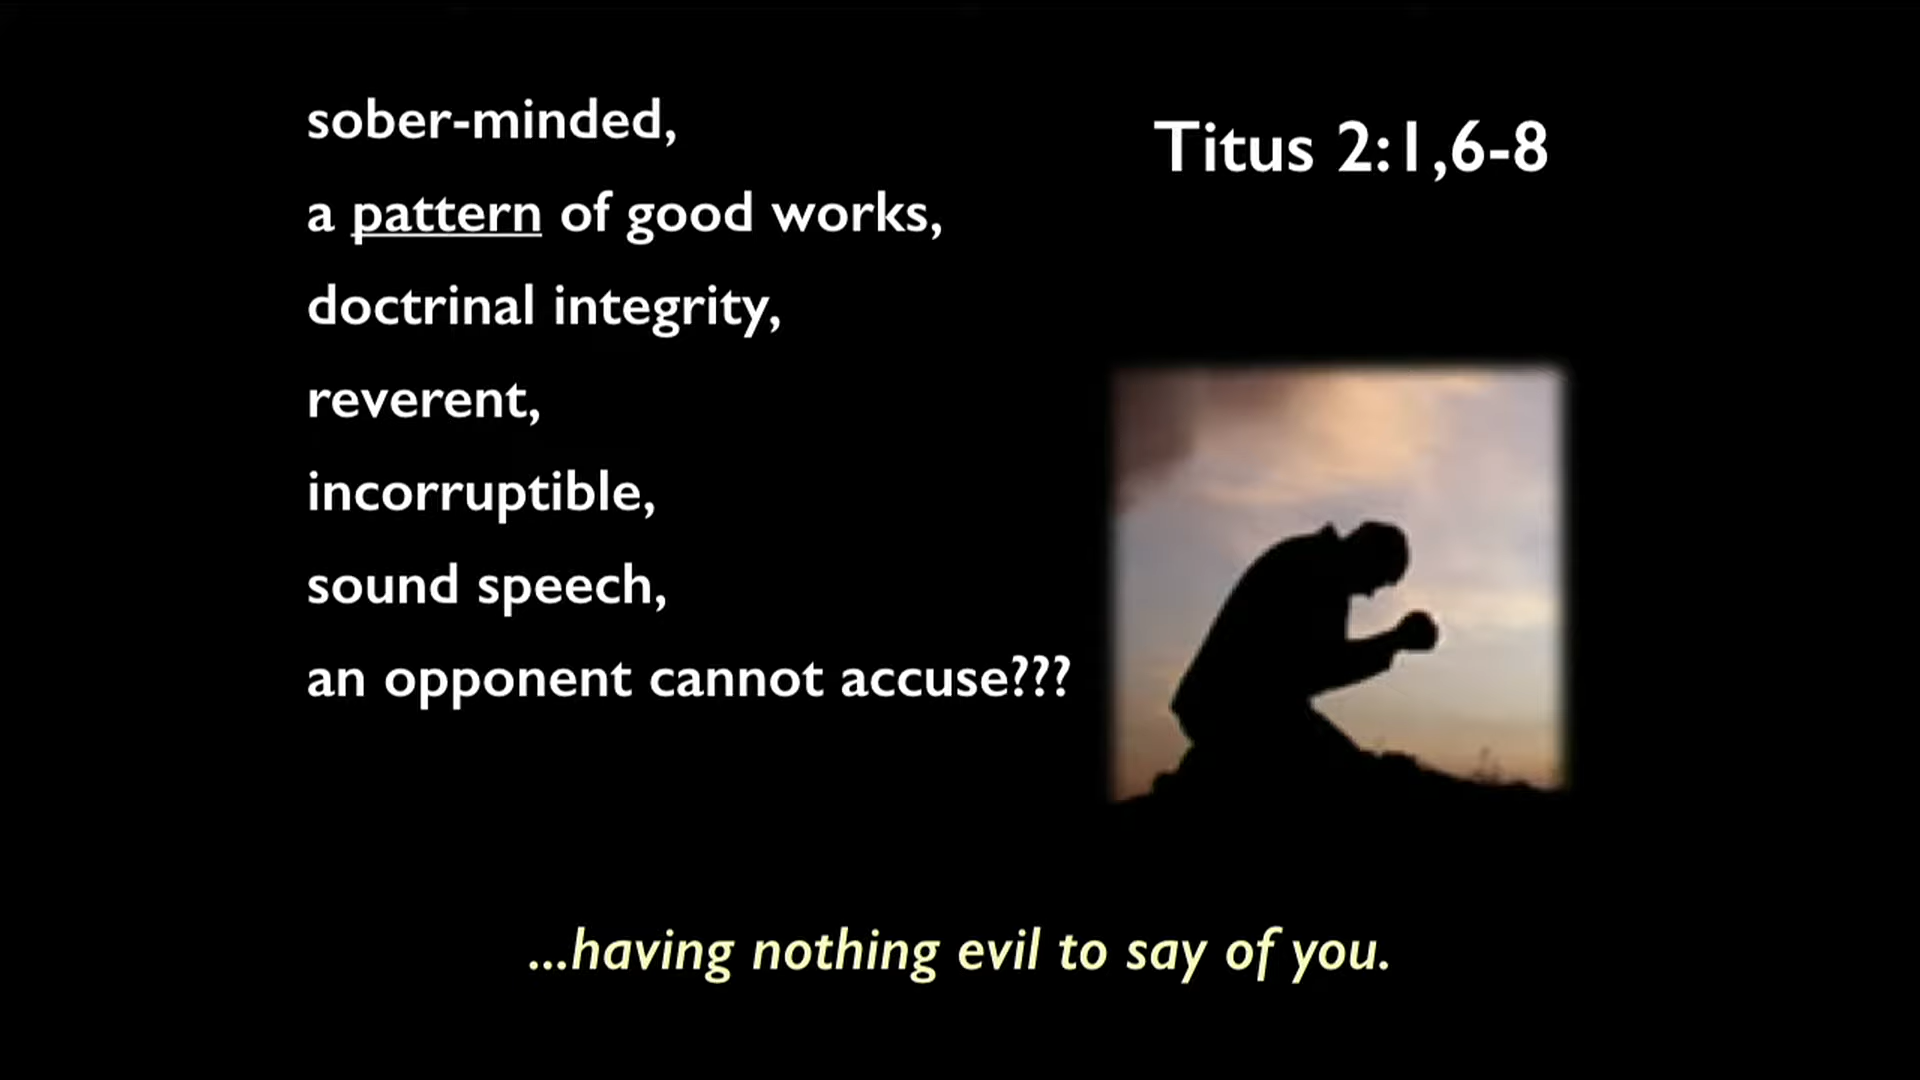 sober-minded,
a pattern of good works,
doctrinal integrity,
reverent,
incorruptible,
sound speech,
an opponent cannot accuse???
Titus 2:1,6-8
...having nothing evil to say of you.